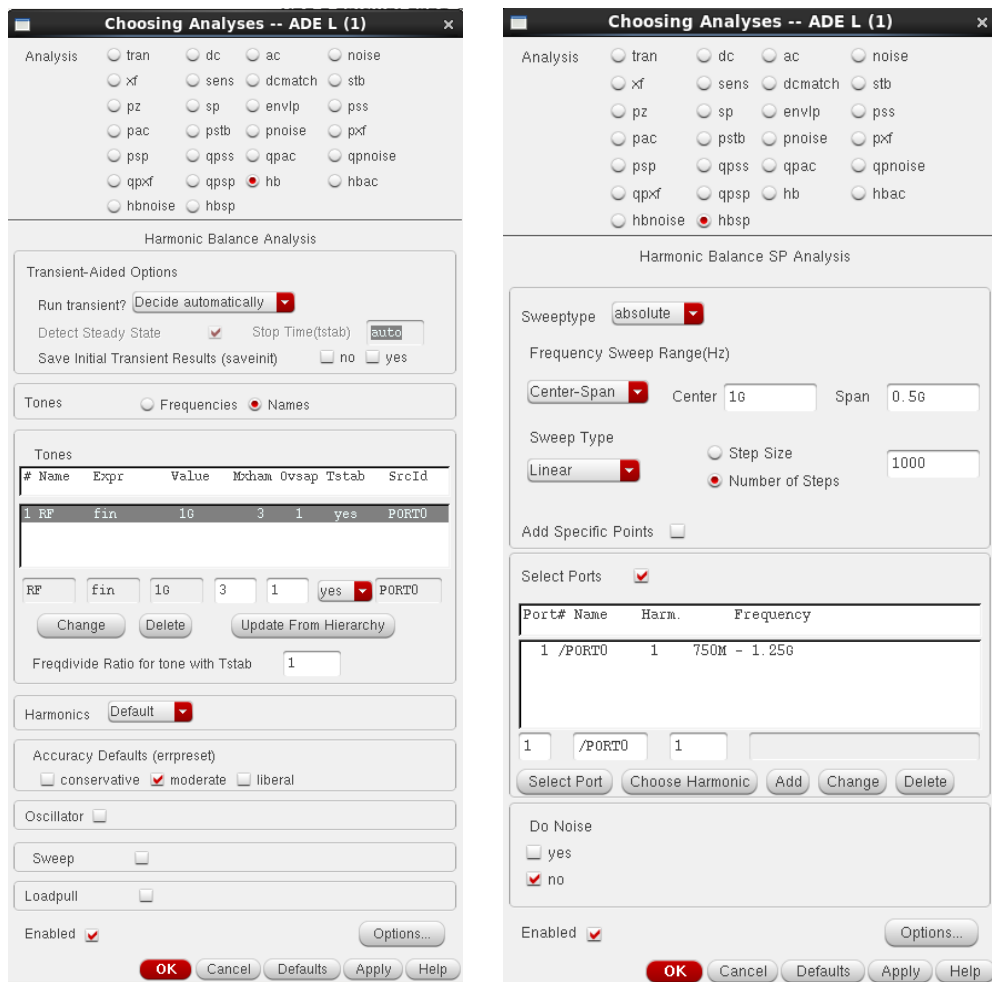 Choosing Analyses -- ADE L (1)
Analysis tran dc ac noise
xf sens dcmatch stb
pz sp envlp pss
pac pstb pnoise pxf
psp qpss qpac qpnoise
qpxf qpsp hb hbac
hbnoise hbsp
Harmonic Balance Analysis
Transient-Aided Options
Run transient? Decide automatically
Detect Steady State Stop Time(tstab) auto
Save Initial Transient Results (saveinit) no yes
Tones Frequencies Names
Tones
# Name Expr Value Mxham Ovsap Tstab SrcId
1 RF fin 1G 3 1 yes PORT0
RF fin 1G 3 1 yes PORT0
Change Delete Update From Hierarchy
Freqdivide Ratio for tone with Tstab 1
Harmonics Default
Accuracy Defaults (errpreset)
conservative moderate liberal
Oscillator
Sweep
Loadpull
Enabled Options...
OK Cancel Defaults Apply Help
Choosing Analyses -- ADE L (1)
Analysis tran dc ac noise
xf sens dcmatch stb
pz sp envlp pss
pac pstb pnoise pxf
psp qpss qpac qpnoise
qpxf qpsp hb hbac
hbnoise hbsp
Harmonic Balance SP Analysis
Sweeptype absolute
Frequency Sweep Range(Hz)
Center-Span Center 1G Span 0.5G
Sweep Type
Linear Step Size 1000
Number of Steps
Add Specific Points
Select Ports
Port# Name Harm. Frequency
1 /PORT0 1 750M - 1.25G
1 /PORT0 1
Select Port Choose Harmonic Add Change Delete
Do Noise
yes
no
Enabled Options...
OK Cancel Defaults Apply Help